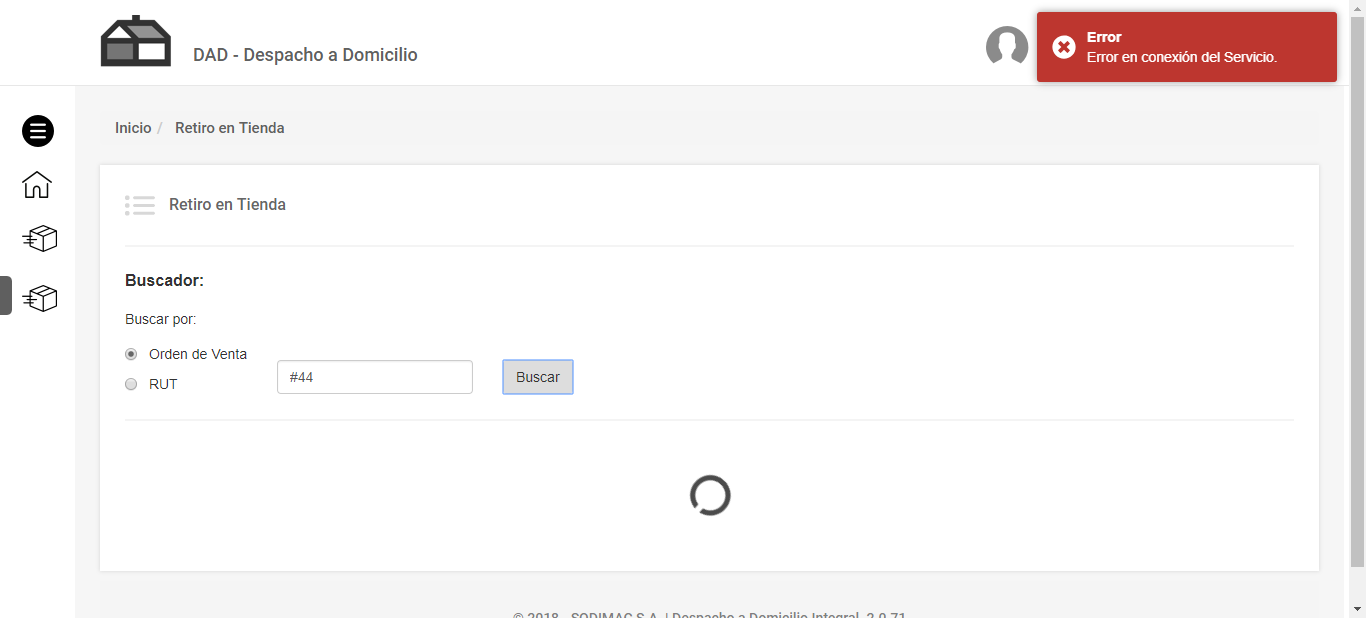 DAD - Despacho a Domicilio
Error
Error en conexión del Servicio.
Inicio / Retiro en Tienda
Retiro en Tienda
Buscador:
Buscar por:
Orden de Venta
RUT
#44
Buscar
© 2018 - SODIMAC S.A. | Despacho a Domicilio Integral 2.0.71